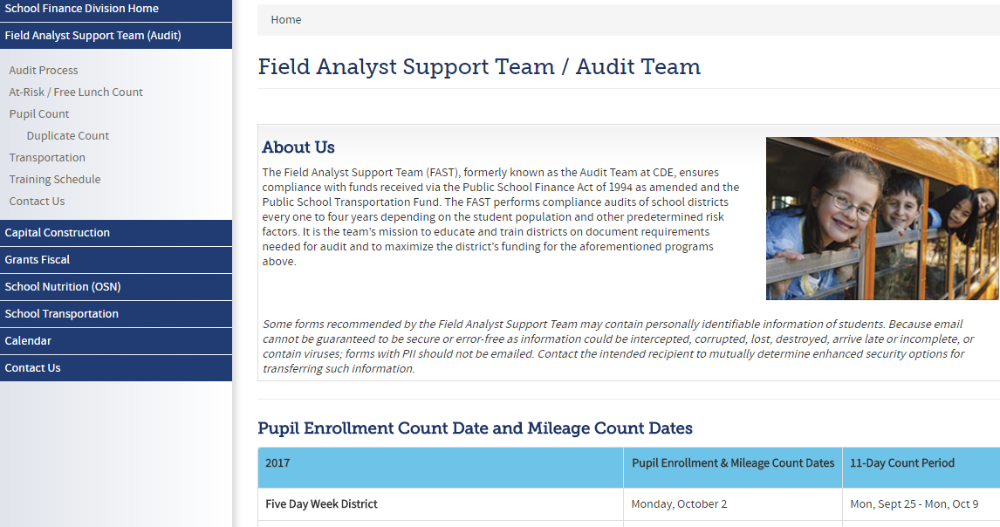 School Finance Division Home
Field Analyst Support Team (Audit)
Audit Process
At-Risk / Free Lunch Count
Pupil Count
Duplicate Count
Transportation
Training Schedule
Contact Us
Capital Construction
Grants Fiscal
School Nutrition (OSN)
School Transportation
Calendar
Contact Us
Home
Field Analyst Support Team / Audit Team
About Us
The Field Analyst Support Team (FAST), formerly known as the Audit Team at CDE, ensures
compliance with funds received via the Public School Finance Act of 1994 as amended and the
Public School Transportation Fund. The FAST performs compliance audits of school districts
every one to four years depending on the student population and other predetermined risk
factors. It is the team's mission to educate and train districts on document requirements
needed for audit and to maximize the district's funding for the aforementioned programs
above.
Some forms recommended by the Field Analyst Support Team may contain personally identifiable information of students. Because email
cannot be guaranteed to be secure or error-free as information could be intercepted, corrupted, lost, destroyed, arrive late or incomplete, or
contain viruses; forms with PII should not be emailed. Contact the intended recipient to mutually determine enhanced security options for
transferring such information.
Pupil Enrollment Count Date and Mileage Count Dates
2017 Pupil Enrollment & Mileage Count Dates 11-Day Count Period
Five Day Week District Monday, October 2 Mon, Sept 25 - Mon, Oct 9